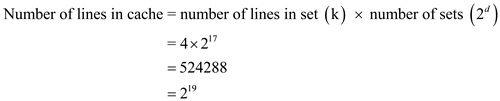 Number of lines in cache = number of lines in set (k) × number of sets (2^d)
= 4×2^17
= 524288
= 2^19